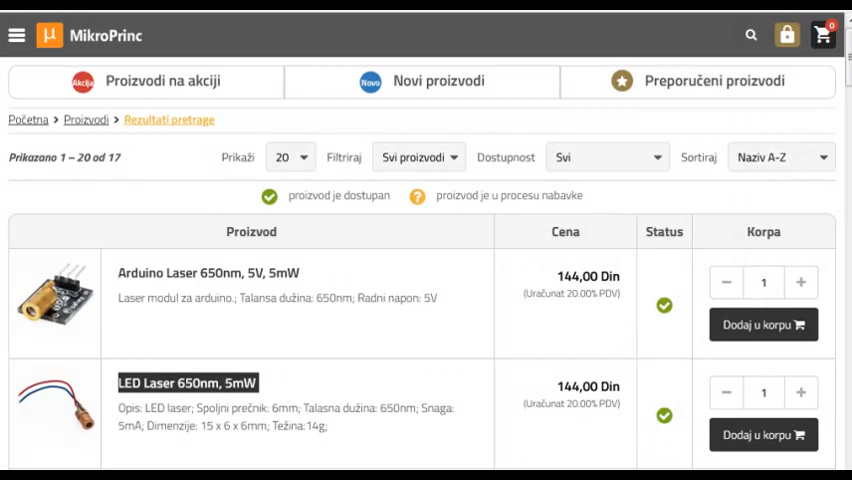 µ MikroPrinc 0
Akcija Proizvodi na akciji Novo Novi proizvodi Preporučeni proizvodi
Početna > Proizvodi > Rezultati pretrage
Prikazano 1 – 20 od 17 Prikaži 20 Filtriraj Svi proizvodi Dostupnost Svi Sortiraj Naziv A-Z
proizvod je dostupan ? proizvod je u procesu nabavke
Proizvod Cena Status Korpa
Arduino Laser 650nm, 5V, 5mW
Laser modul za arduino.; Talansa dužina: 650nm; Radni napon: 5V
144,00 Din
(Uračunat 20.00% PDV)
− 1 +
Dodaj u korpu
LED Laser 650nm, 5mW
Opis: LED laser; Spoljni prečnik: 6mm; Talasna dužina: 650nm, Snaga:
5mA; Dimenzije: 15 x 6 x 6mm; Težina:14g;
144,00 Din
(Uračunat 20.00% PDV)
− 1 +
Dodaj u korpu